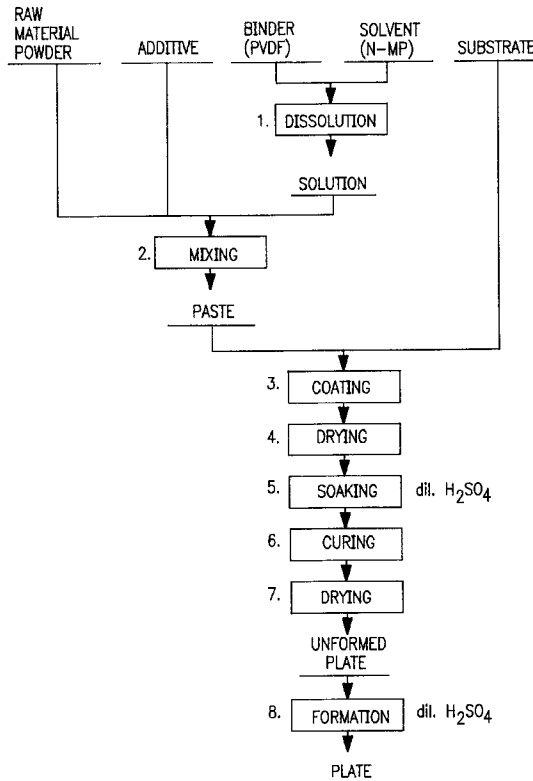 RAW
MATERIAL
POWDER
ADDITIVE
BINDER
(PVDF)
SOLVENT
(N-MP)
SUBSTRATE
1. DISSOLUTION
SOLUTION
2. MIXING
PASTE
3. COATING
4. DRYING
5. SOAKING dil. H₂SO₄
6. CURING
7. DRYING
UNFORMED
PLATE
8. FORMATION dil. H₂SO₄
PLATE